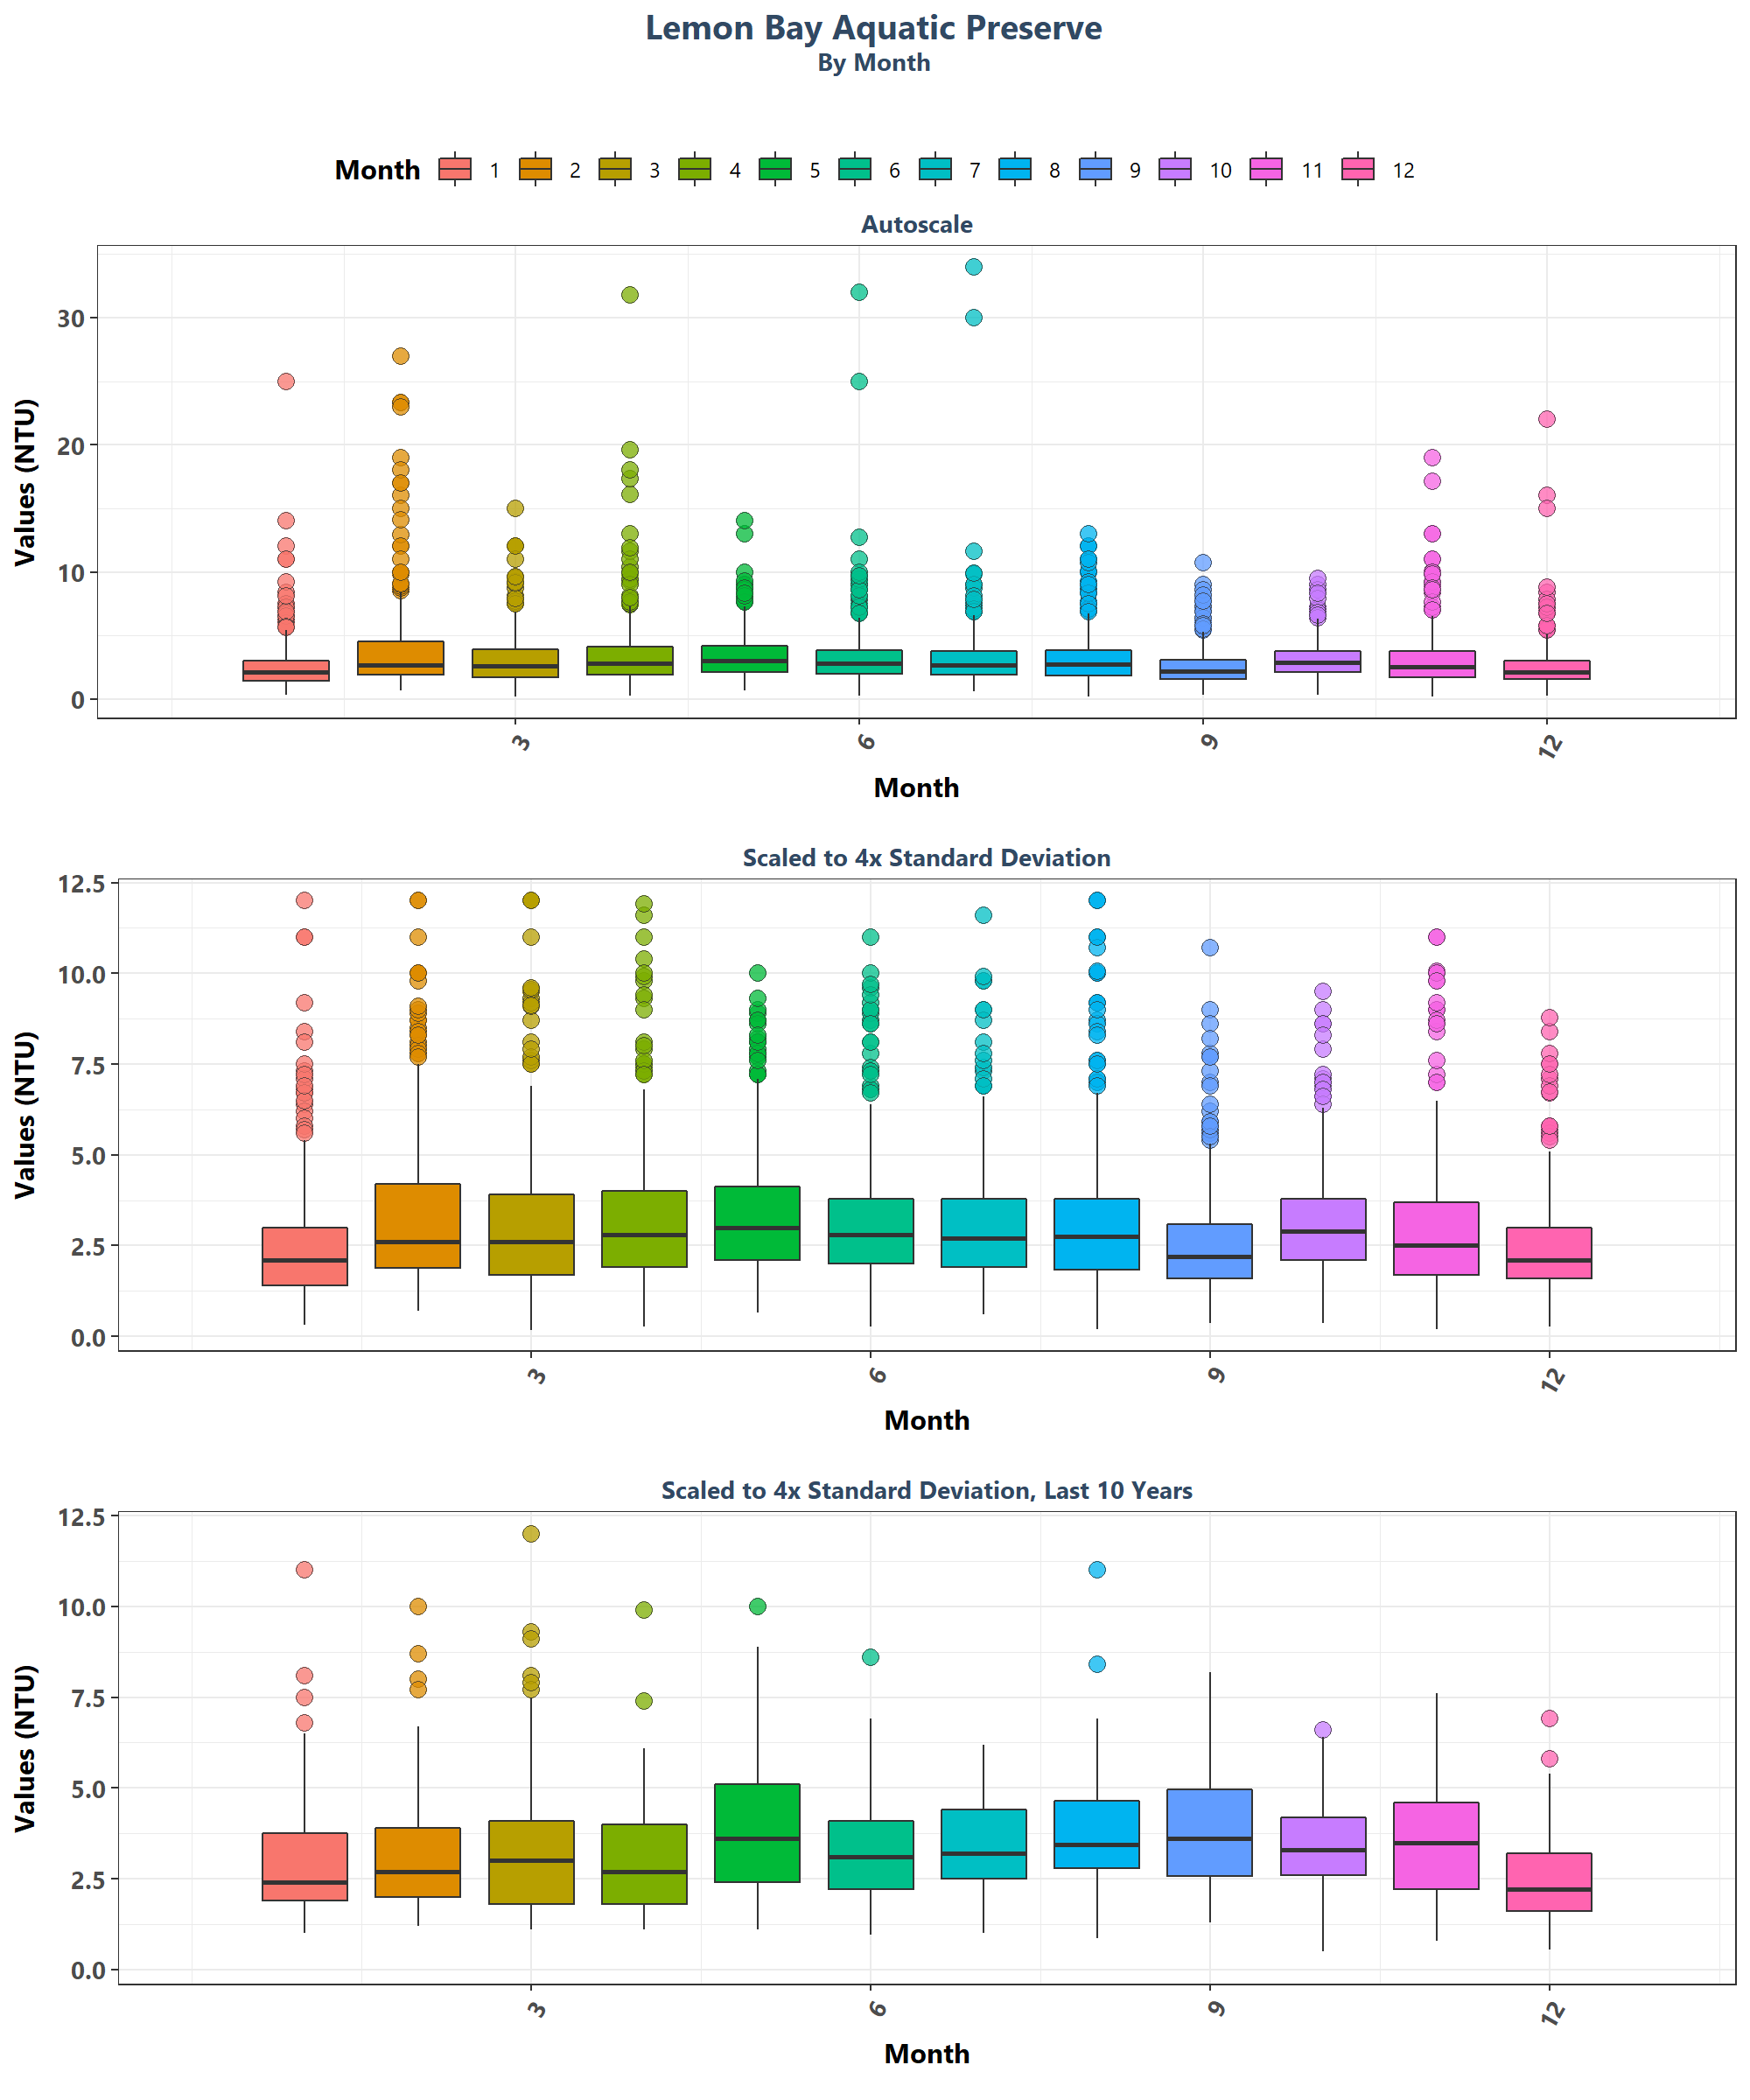 Lemon Bay Aquatic Preserve
By Month
Month 1 2 3 4 5 6 7 8 9 10 11 12
Autoscale
Values (NTU)
30
20
10
0
3 6 9 12
Month
Scaled to 4x Standard Deviation
Values (NTU)
12.5
10.0
7.5
5.0
2.5
0.0
3 6 9 12
Month
Scaled to 4x Standard Deviation, Last 10 Years
Values (NTU)
12.5
10.0
7.5
5.0
2.5
0.0
3 6 9 12
Month